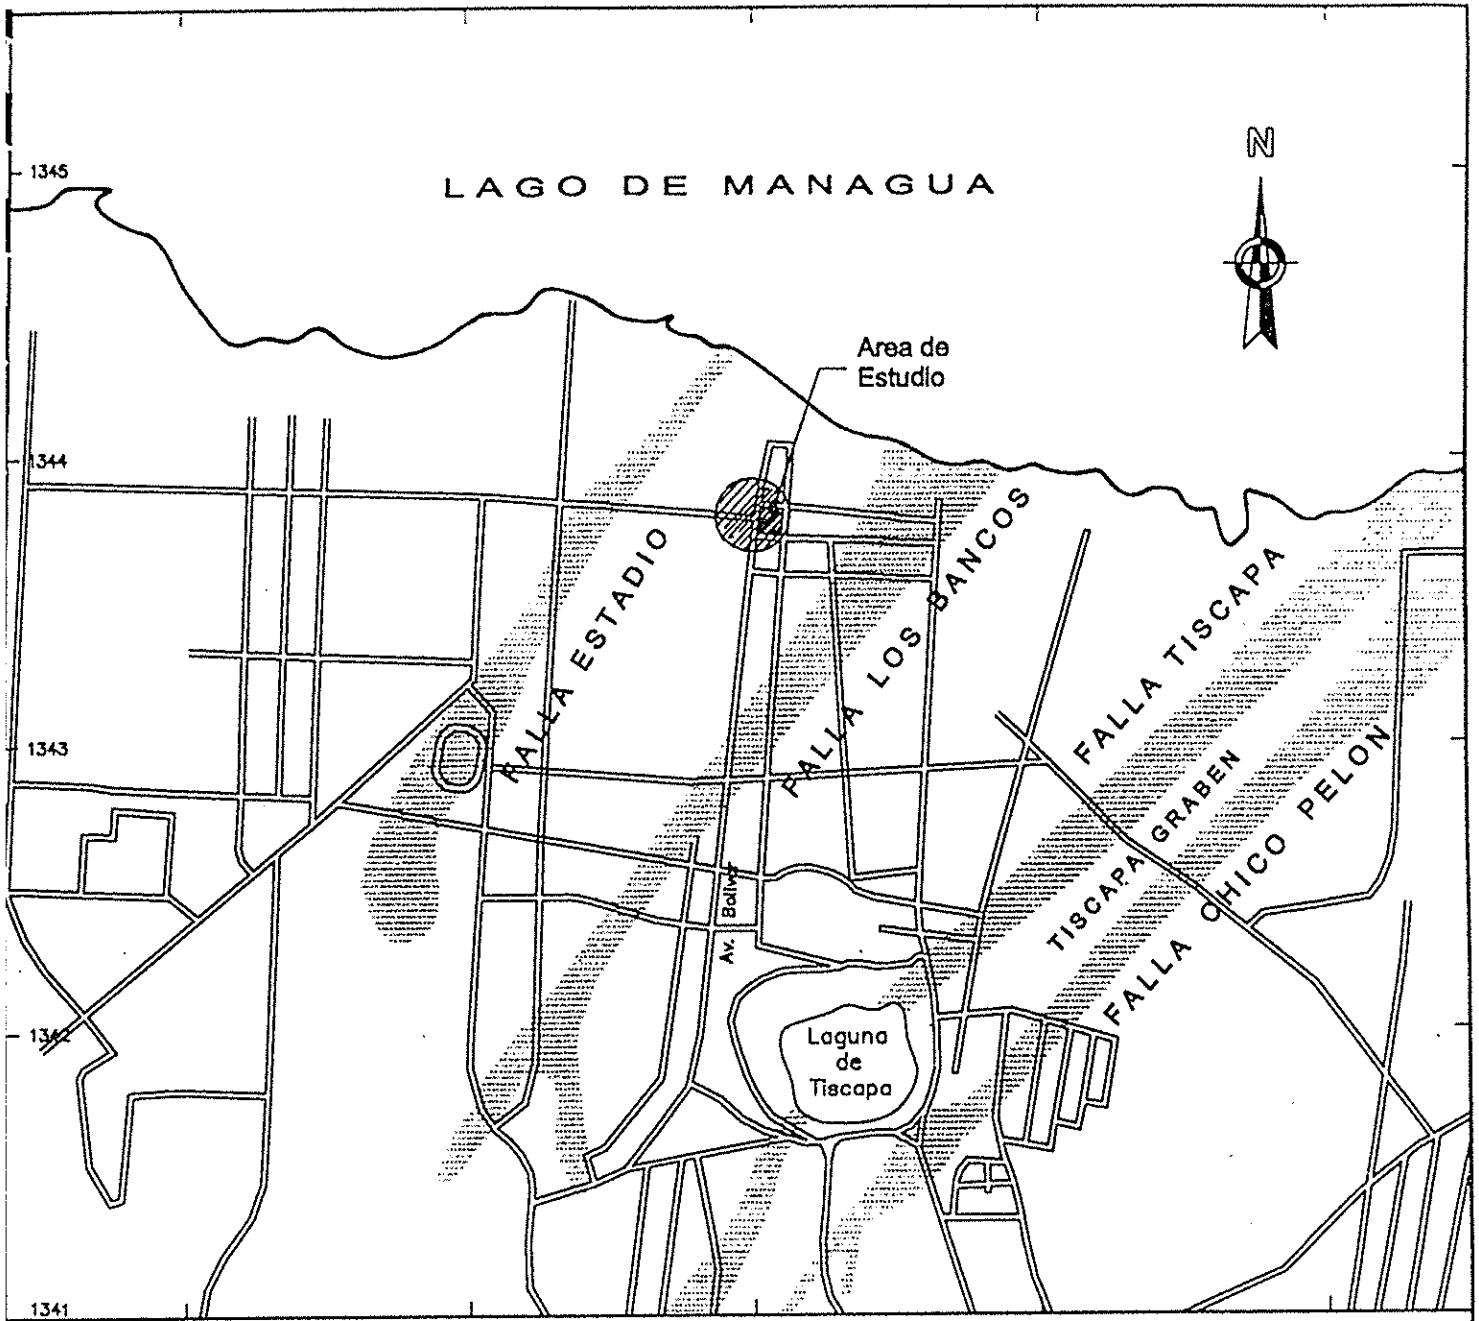 1345
LAGO DE MANAGUA
N
Area de
Estudio
1344
FALLA ESTADIO
FALLA LOS BANCOS
FALLA TISCAPA
1343
TISCAPA GRABEN
FALLA CHICO PELON
Av. Bolivar
1342
Laguna
de
Tiscapa
1341